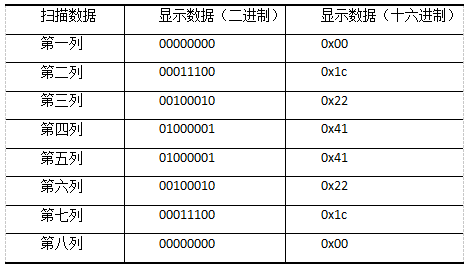 扫描数据 显示数据（二进制） 显示数据（十六进制）
第一列 00000000 0x00
第二列 00011100 0x1c
第三列 00100010 0x22
第四列 01000001 0x41
第五列 01000001 0x41
第六列 00100010 0x22
第七列 00011100 0x1c
第八列 00000000 0x00